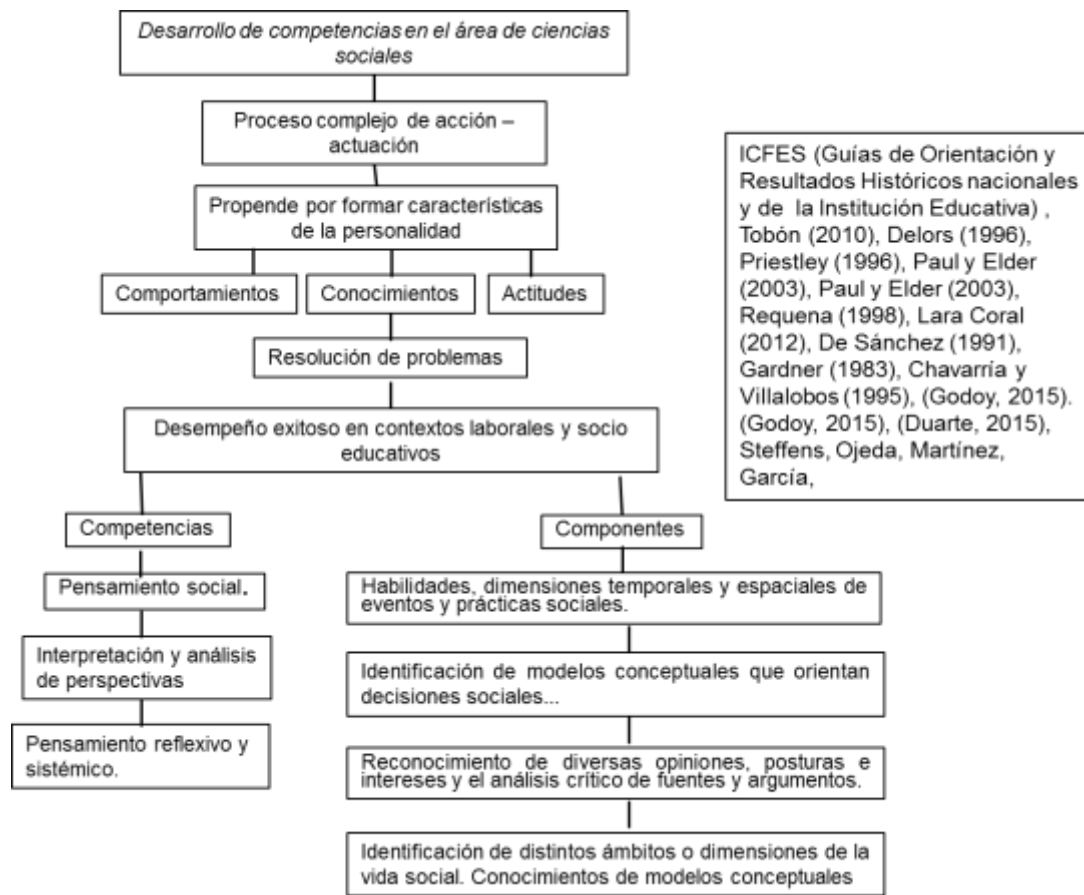 Desarrollo de competencias en el área de ciencias
sociales
Proceso complejo de acción –
actuación
Propende por formar características
de la personalidad
Comportamientos
Conocimientos
Actitudes
Resolución de problemas
Desempeño exitoso en contextos laborales y socio
educativos
Competencias
Pensamiento social.
Interpretación y análisis
de perspectivas
Pensamiento reflexivo y
sistémico.
Componentes
Habilidades, dimensiones temporales y espaciales de
eventos y prácticas sociales.
Identificación de modelos conceptuales que orientan
decisiones sociales...
Reconocimiento de diversas opiniones, posturas e
intereses y el análisis crítico de fuentes y argumentos.
Identificación de distintos ámbitos o dimensiones de la
vida social. Conocimientos de modelos conceptuales
ICFES (Guías de Orientación y
Resultados Históricos nacionales
y de la Institución Educativa) ,
Tobón (2010), Delors (1996),
Priestley (1996), Paul y Elder
(2003), Paul y Elder (2003),
Requena (1998), Lara Coral
(2012), De Sánchez (1991),
Gardner (1983), Chavarría y
Villalobos (1995), (Godoy, 2015).
(Godoy, 2015), (Duarte, 2015),
Steffens, Ojeda, Martínez,
García,